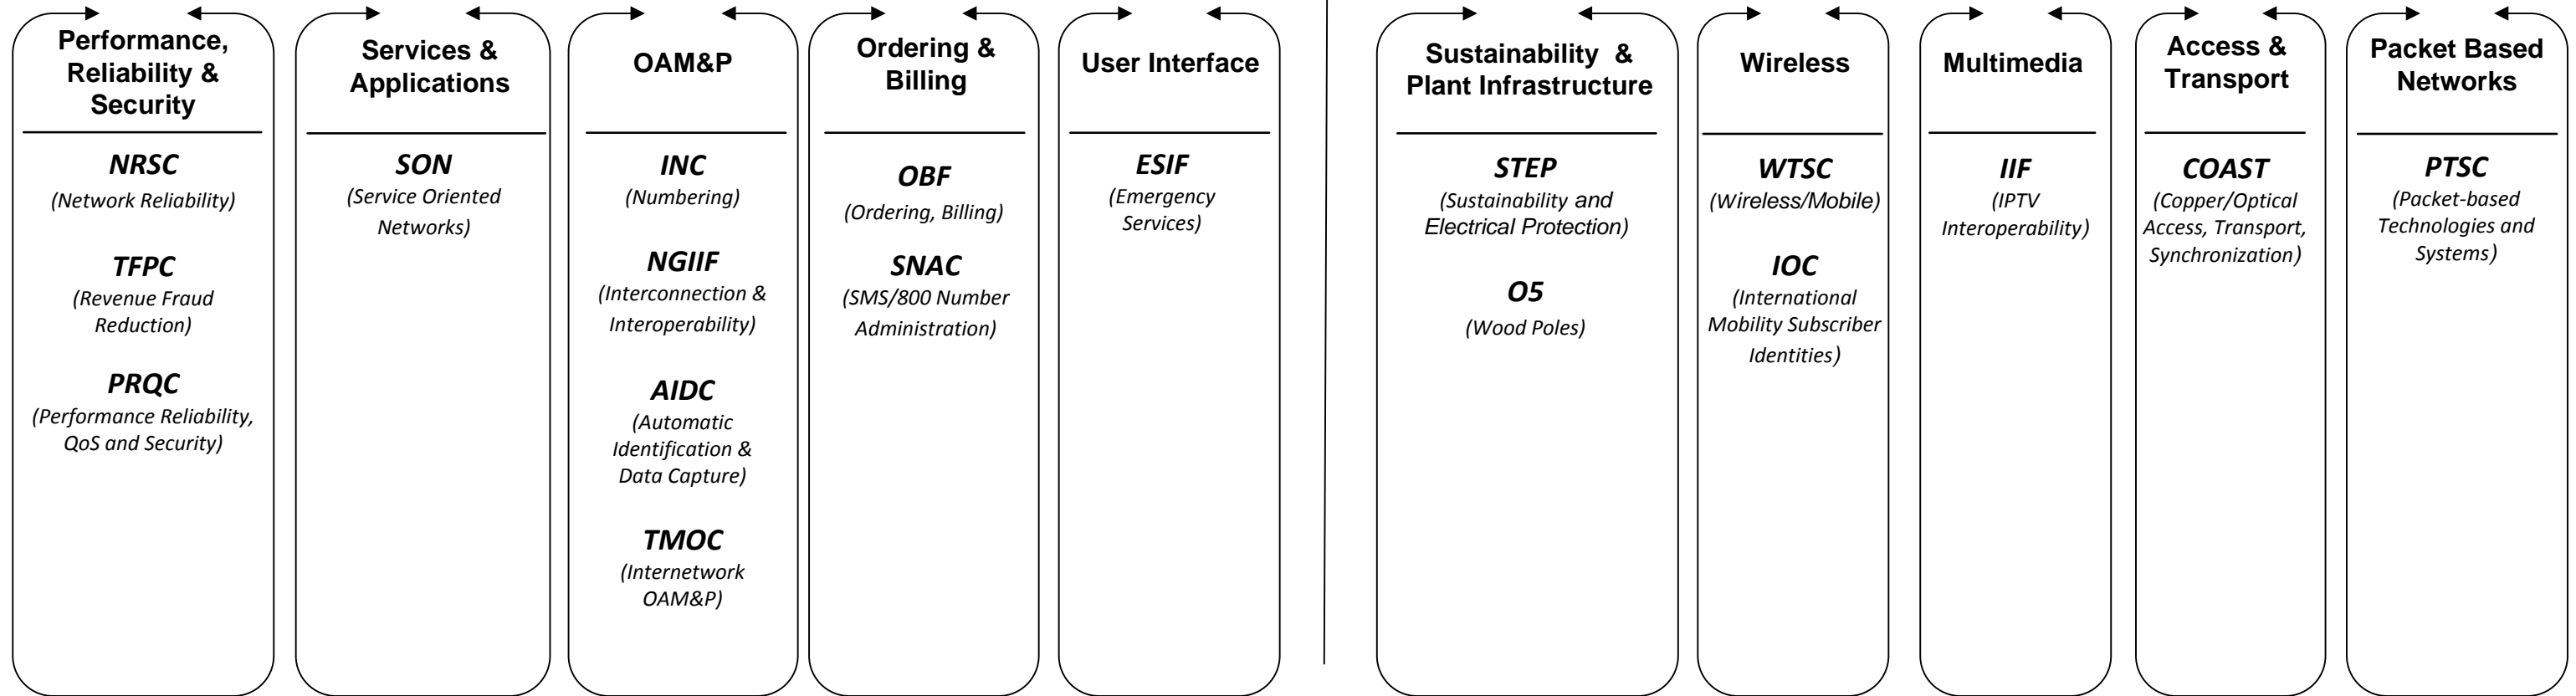 Performance,
Reliability &
Security
NRSC
(Network Reliability)
TFPC
(Revenue Fraud
Reduction)
PRQC
(Performance Reliability,
QoS and Security)
Services &
Applications
SON
(Service Oriented
Networks)
OAM&P
INC
(Numbering)
NGIIF
(Interconnection &
Interoperability)
AIDC
(Automatic
Identification &
Data Capture)
TMOC
(Internetwork
OAM&P)
Ordering &
Billing
OBF
(Ordering, Billing)
SNAC
(SMS/800 Number
Administration)
User Interface
ESIF
(Emergency
Services)
Sustainability &
Plant Infrastructure
STEP
(Sustainability and
Electrical Protection)
O5
(Wood Poles)
Wireless
WTSC
(Wireless/Mobile)
IOC
(International
Mobility Subscriber
Identities)
Multimedia
IIF
(IPTV
Interoperability)
Access &
Transport
COAST
(Copper/Optical
Access, Transport,
Synchronization)
Packet Based
Networks
PTSC
(Packet-based
Technologies and
Systems)